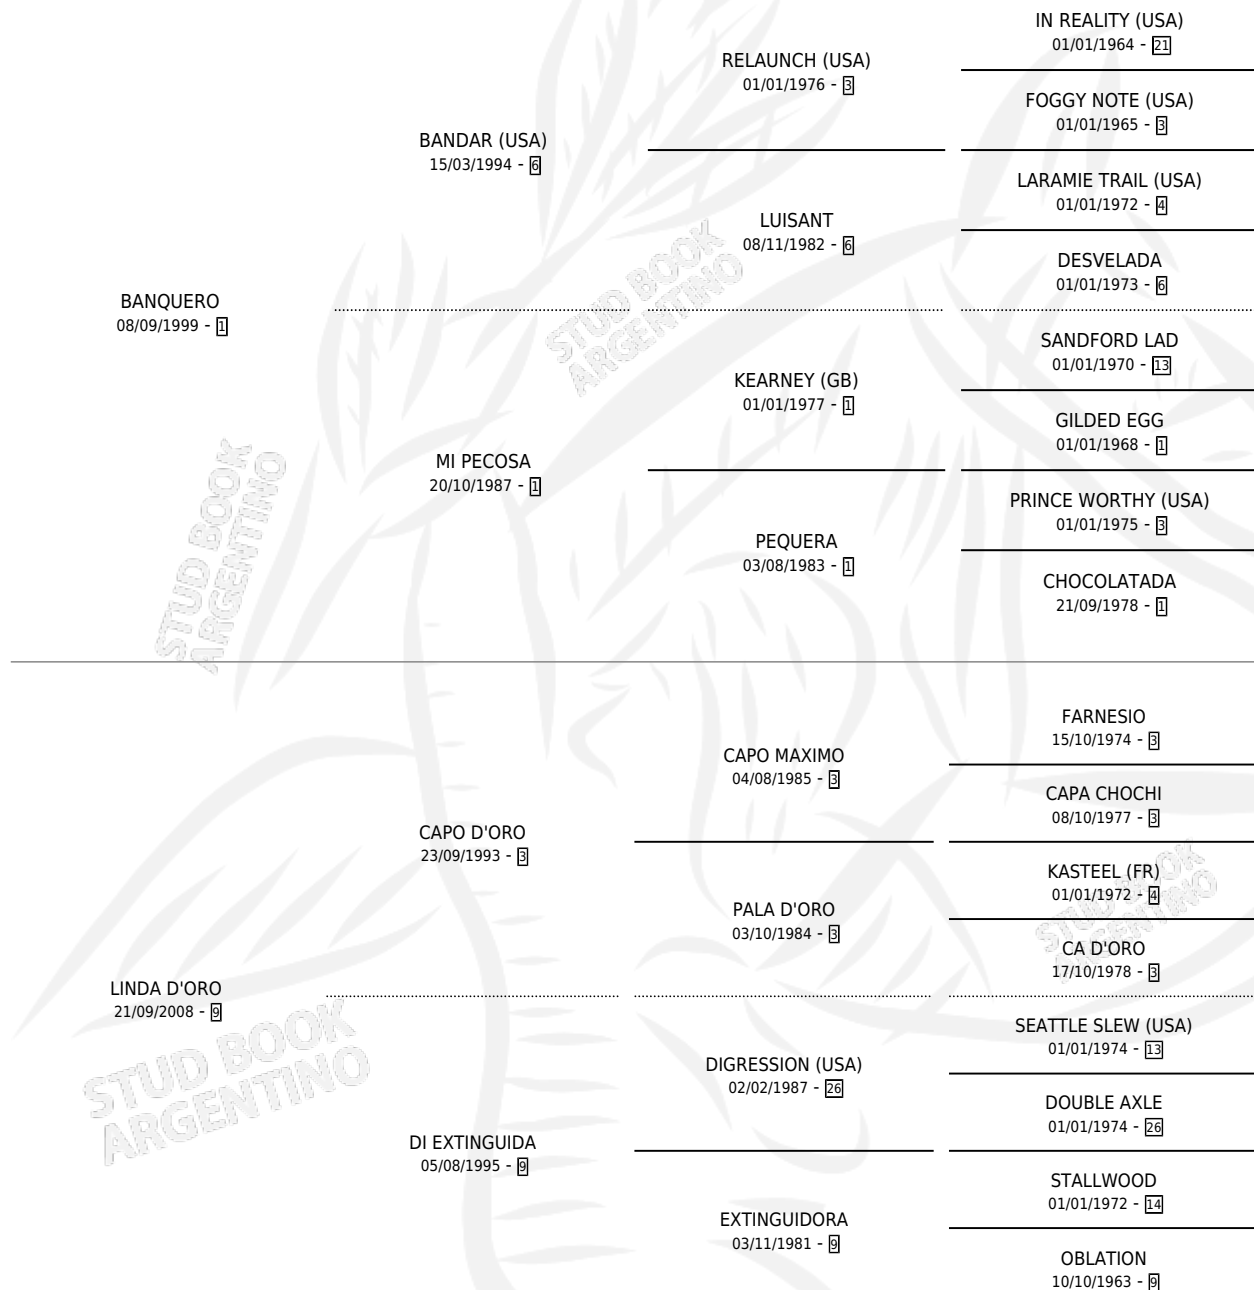 IN REALITY (USA)
01/01/1964 - 21
RELAUNCH (USA)
01/01/1976 - 3
FOGGY NOTE (USA)
01/01/1965 - 3
BANDAR (USA)
15/03/1994 - 6
LARAMIE TRAIL (USA)
01/01/1972 - 4
LUISANT
08/11/1982 - 6
DESVELADA
01/01/1973 - 6
BANQUERO
08/09/1999 - 1
STUD BOOK
ARGENTINO
SANDFORD LAD
01/01/1970 - 13
KEARNEY (GB)
01/01/1977 - 1
GILDED EGG
01/01/1968 - 1
MI PECOSA
20/10/1987 - 1
PRINCE WORTHY (USA)
01/01/1975 - 3
PEQUERA
03/08/1983 - 1
CHOCOLATADA
21/09/1978 - 1
STUD BOOK
ARGENTINO
FARNESIO
15/10/1974 - 3
CAPO MAXIMO
04/08/1985 - 3
CAPA CHOCHI
08/10/1977 - 3
CAPO D'ORO
23/09/1993 - 3
KASTEEL (FR)
01/01/1972 - 4
PALA D'ORO
03/10/1984 - 3
STUD BOOK
ARGENTINO
CA D'ORO
17/10/1978 - 3
LINDA D'ORO
21/09/2008 - 9
SEATTLE SLEW (USA)
01/01/1974 - 13
STUD BOOK
ARGENTINO
DIGRESSION (USA)
02/02/1987 - 26
DOUBLE AXLE
01/01/1974 - 26
DI EXTINGUIDA
05/08/1995 - 9
STALLWOOD
01/01/1972 - 14
EXTINGUIDORA
03/11/1981 - 9
OBLATION
10/10/1963 - 9